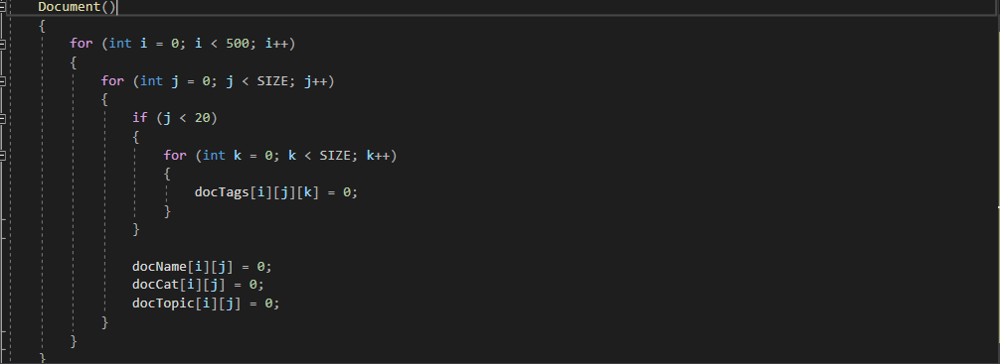 Document()
{
for (int i = 0; i < 500; i++)
{
for (int j = 0; j < SIZE; j++)
{
if (j < 20)
{
for (int k = 0; k < SIZE; k++)
{
docTags[i][j][k] = 0;
}
}
docName[i][j] = 0;
docCat[i][j] = 0;
docTopic[i][j] = 0;
}
}
}